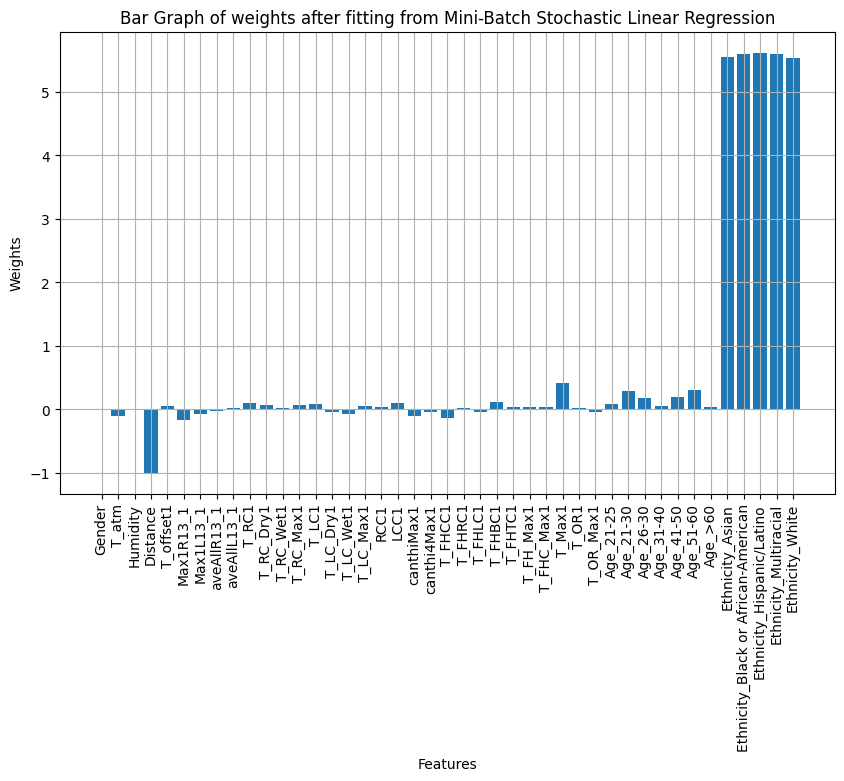 Bar Graph of weights after fitting from Mini-Batch Stochastic Linear Regression
Weights
5
4
3
2
1
0
−1
Gender
T_atm
Humidity
Distance
T_offset1
Max1R13_1
Max1L13_1
aveAllR13_1
aveAllL13_1
T_RC1
T_RC_Dry1
T_RC_Wet1
T_RC_Max1
T_LC1
T_LC_Dry1
T_LC_Wet1
T_LC_Max1
RCC1
LCC1
canthiMax1
canthi4Max1
T_FHCC1
T_FHRC1
T_FHLC1
T_FHBC1
T_FHTC1
T_FH_Max1
T_FHC_Max1
T_Max1
T_OR1
T_OR_Max1
Age_21-25
Age_21-30
Age_26-30
Age_31-40
Age_41-50
Age_51-60
Age_>60
Ethnicity_Asian
Ethnicity_Black or African-American
Ethnicity_Hispanic/Latino
Ethnicity_Multiracial
Ethnicity_White
Features